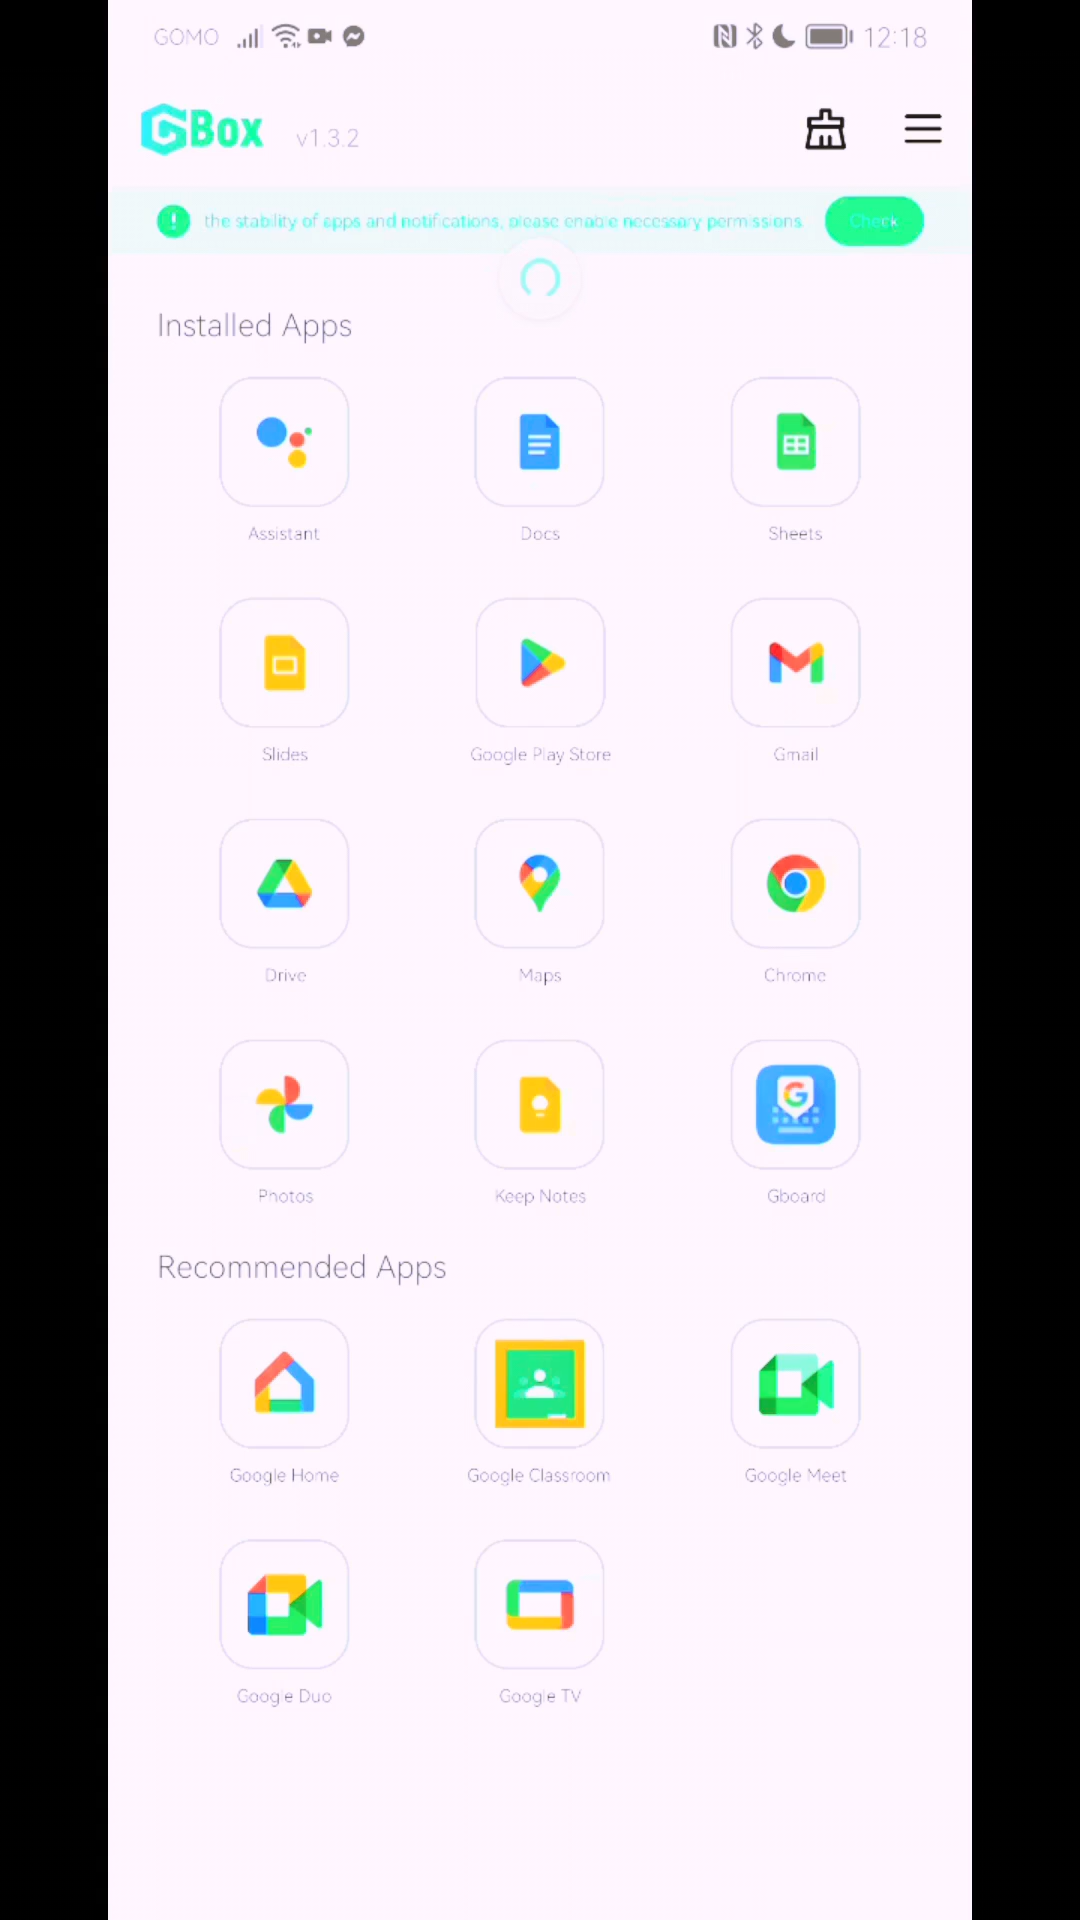 GOMO 12:18
GBox v1.3.2
the stability of apps and notifications, please enable necessary permissions Check
Installed Apps
Assistant Docs Sheets
Slides Google Play Store Gmail
Drive Maps Chrome
Photos Keep Notes Gboard
Recommended Apps
Google Home Google Classroom Google Meet
Google Duo Google TV